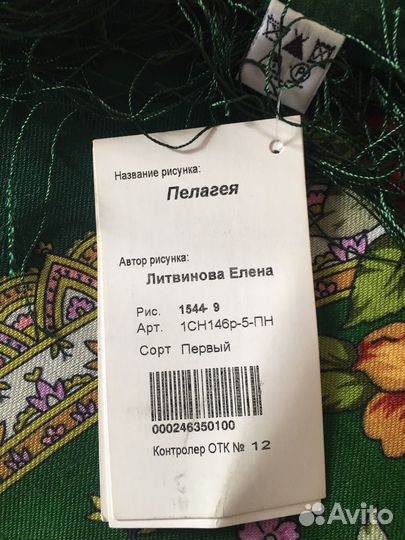 Название рисунка:
Пелагея
Автор рисунка:
Литвинова Елена
Рис. 1544- 9
Арт. 1СН146р-5-ПН
Сорт Первый
000246350100
Контролер ОТК № 12
Avito